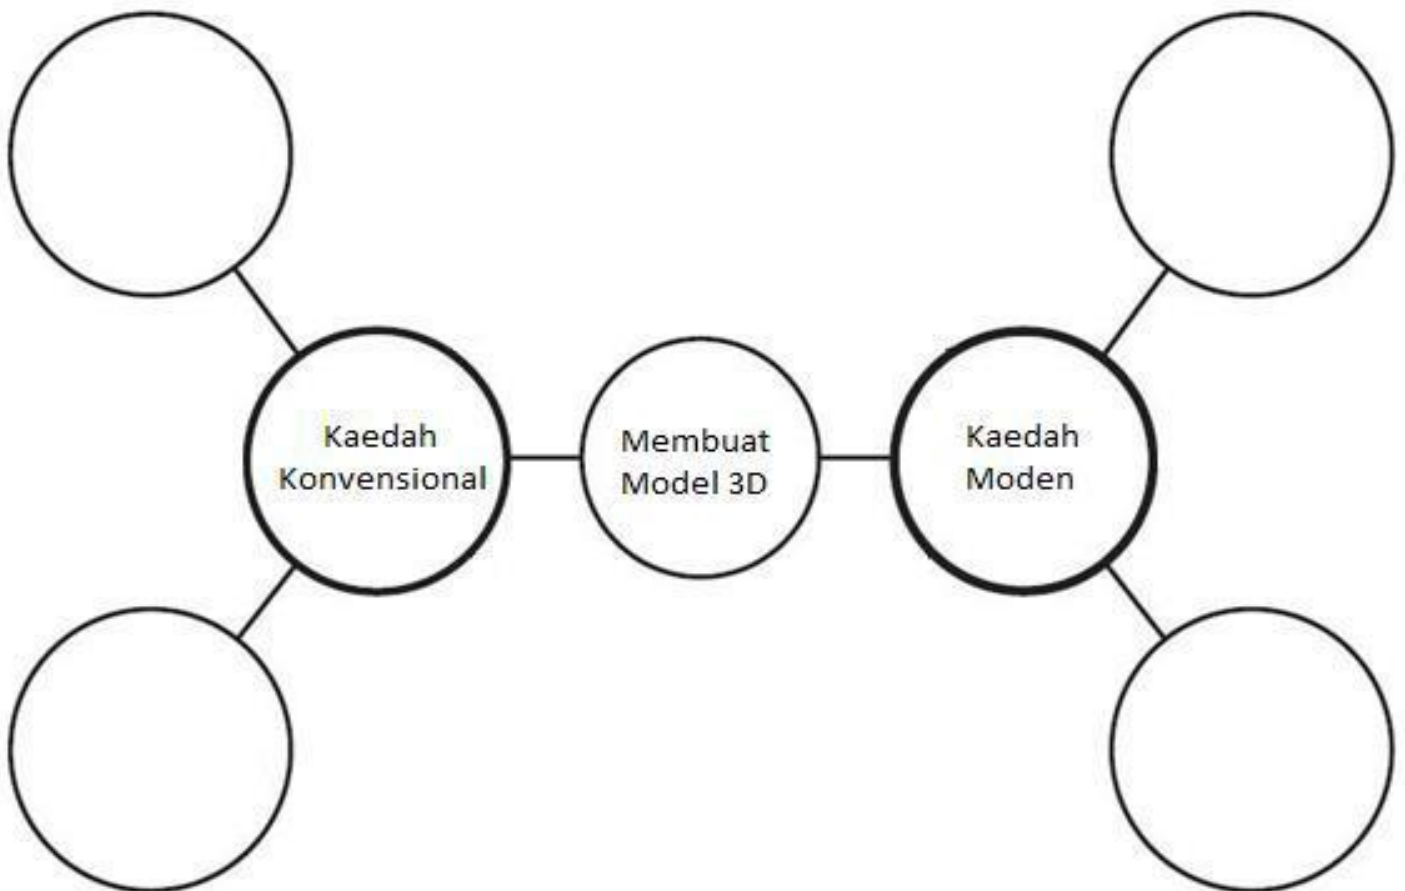 Kaedah
Konvensional
Membuat
Model 3D
Kaedah
Moden